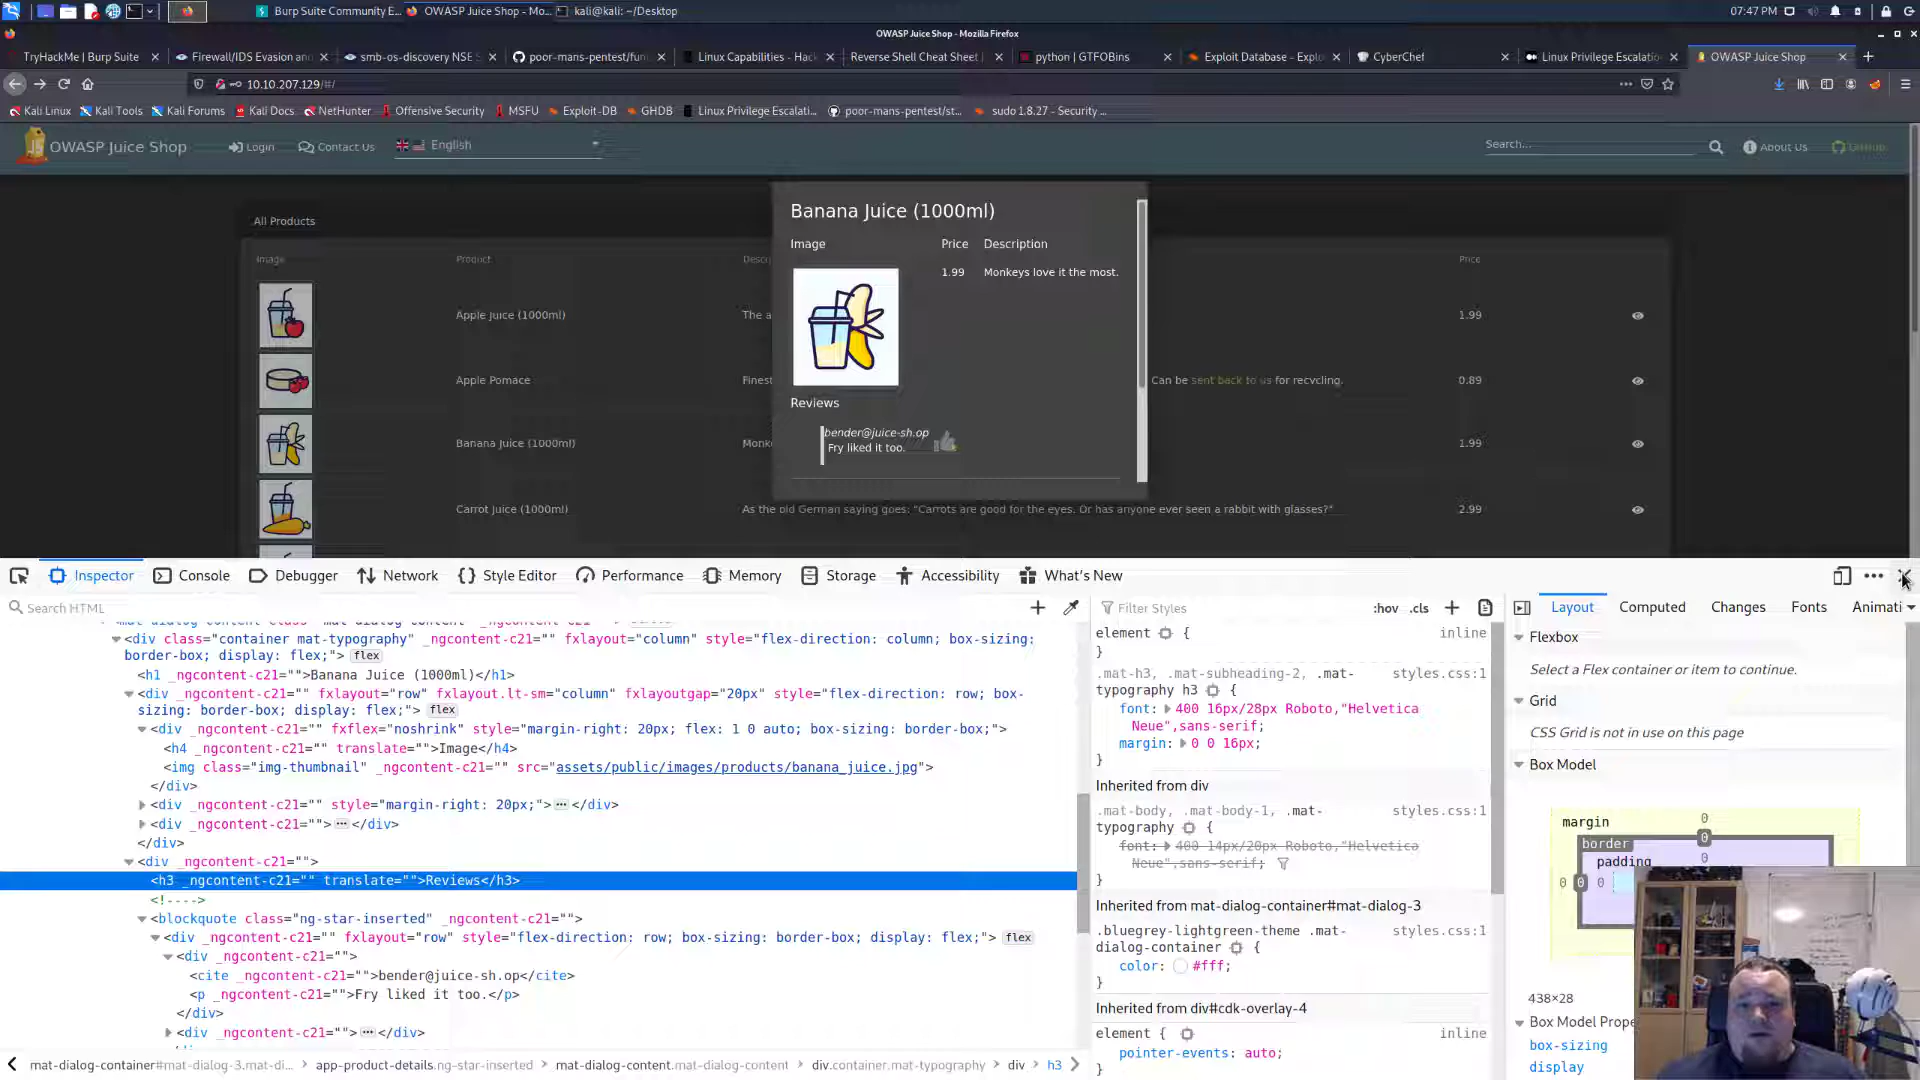 Burp Suite Community E...
OWASP Juice Shop - Mo...
kali@kali: ~/Desktop
07:47 PM
OWASP Juice Shop - Mozilla Firefox
TryHackMe | Burp Suite
Firewall/IDS Evasion and
smb-os-discovery NSE S
poor-mans-pentest/fun
Linux Capabilities - Hac
Reverse Shell Cheat Sheet
python | GTFOBins
Exploit Database - Explo
CyberChef
Linux Privilege Escalatio
OWASP Juice Shop
10.10.207.129/#/
Kali Linux
Kali Tools
Kali Forums
Kali Docs
NetHunter
Offensive Security
MSFU
Exploit-DB
GHDB
Linux Privilege Escalati...
poor-mans-pentest/st...
sudo 1.8.27 - Security ...
OWASP Juice Shop
Login
Contact Us
English
Search...
About Us
GitHub
All Products
Image
Product
Descri
Price
Apple Juice (1000ml)
The a
1.99
Apple Pomace
Finest
Can be sent back to us for recycling.
0.89
Banana Juice (1000ml)
Monk
1.99
Carrot Juice (1000ml)
As the old German saying goes: "Carrots are good for the eyes. Or has anyone ever seen a rabbit with glasses?"
2.99
Banana Juice (1000ml)
Image
Price
Description
1.99
Monkeys love it the most.
Reviews
bender@juice-sh.op
Fry liked it too.
Inspector
Console
Debugger
Network
Style Editor
Performance
Memory
Storage
Accessibility
What's New
Search HTML
<div class="container mat-typography" _ngcontent-c21="" fxlayout="column" style="flex-direction: column; box-sizing:
border-box; display: flex;"> flex
<h1 _ngcontent-c21="">Banana Juice (1000ml)</h1>
<div _ngcontent-c21="" fxlayout="row" fxlayout.lt-sm="column" fxlayoutgap="20px" style="flex-direction: row; box-
sizing: border-box; display: flex;"> flex
<div _ngcontent-c21="" fxflex="noshrink" style="margin-right: 20px; flex: 1 0 auto; box-sizing: border-box;">
<h4 _ngcontent-c21="" translate="">Image</h4>
<img class="img-thumbnail" _ngcontent-c21="" src="assets/public/images/products/banana_juice.jpg">
</div>
<div _ngcontent-c21="" style="margin-right: 20px;">···</div>
<div _ngcontent-c21="">···</div>
</div>
<div _ngcontent-c21="">
<h3 _ngcontent-c21="" translate="">Reviews</h3>
<!---->
<blockquote class="ng-star-inserted" _ngcontent-c21="">
<div _ngcontent-c21="" fxlayout="row" style="flex-direction: row; box-sizing: border-box; display: flex;"> flex
<div _ngcontent-c21="">
<cite _ngcontent-c21="">bender@juice-sh.op</cite>
<p _ngcontent-c21="">Fry liked it too.</p>
</div>
<div _ngcontent-c21="">···</div>
mat-dialog-container#mat-dialog-3.mat-di...
app-product-details.ng-star-inserted
mat-dialog-content.mat-dialog-content
div.container.mat-typography
div
h3
Filter Styles
:hov .cls
element { inline
}
.mat-h3, .mat-subheading-2, .mat- styles.css:1
typography h3 {
font: 400 16px/28px Roboto,"Helvetica
Neue",sans-serif;
margin: 0 0 16px;
}
Inherited from div
.mat-body, .mat-body-1, .mat- styles.css:1
typography {
font: 400 14px/20px Roboto,"Helvetica
Neue",sans-serif;
}
Inherited from mat-dialog-container#mat-dialog-3
.bluegrey-lightgreen-theme .mat- styles.css:1
dialog-container {
color: #fff;
}
Inherited from div#cdk-overlay-4
element { inline
pointer-events: auto;
}
Layout
Computed
Changes
Fonts
Animati
Flexbox
Select a Flex container or item to continue.
Grid
CSS Grid is not in use on this page
Box Model
margin 0
border 0
padding 0
0 0 0
438×28
Box Model Prope
box-sizing
display